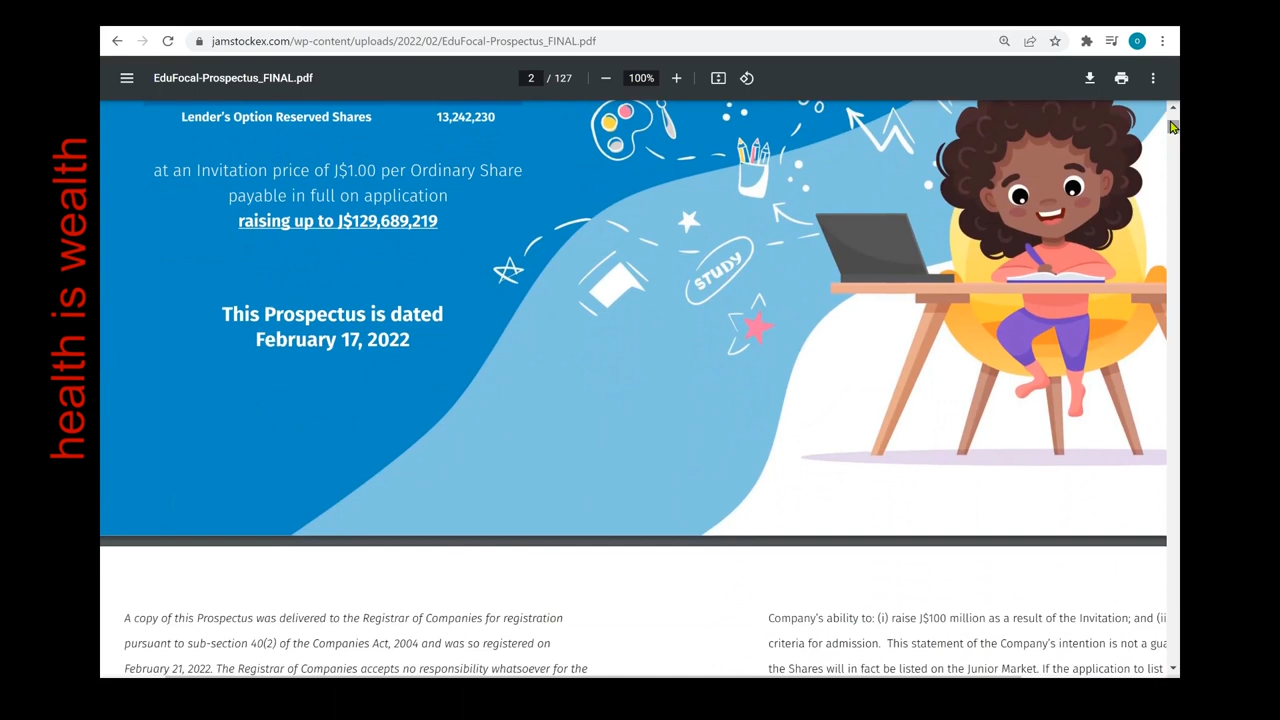 health is wealth
jamstockex.com/wp-content/uploads/2022/02/EduFocal-Prospectus_FINAL.pdf
o
EduFocal-Prospectus_FINAL.pdf
2 / 127
100%
Lender's Option Reserved Shares 13,242,230
at an Invitation price of J$1.00 per Ordinary Share
payable in full on application
raising up to J$129,689,219
STUDY
This Prospectus is dated
February 17, 2022
A copy of this Prospectus was delivered to the Registrar of Companies for registration
pursuant to sub-section 40(2) of the Companies Act, 2004 and was so registered on
February 21, 2022. The Registrar of Companies accepts no responsibility whatsoever for the
Company's ability to: (i) raise J$100 million as a result of the Invitation; and (ii
criteria for admission. This statement of the Company's intention is not a gua
the Shares will in fact be listed on the Junior Market. If the application to list